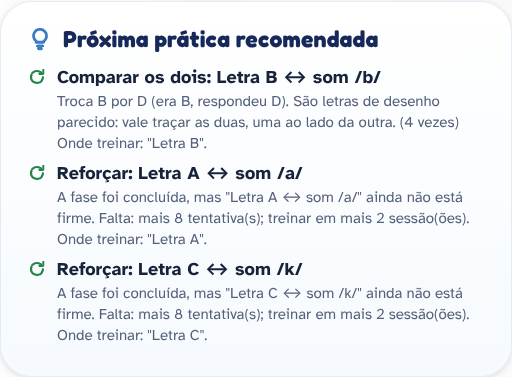 Próxima prática recomendada
Comparar os dois: Letra B ↔ som /b/
Troca B por D (era B, respondeu D). São letras de desenho
parecido: vale traçar as duas, uma ao lado da outra. (4 vezes)
Onde treinar: "Letra B".
Reforçar: Letra A ↔ som /a/
A fase foi concluída, mas "Letra A ↔ som /a/" ainda não está
firme. Falta: mais 8 tentativa(s); treinar em mais 2 sessão(ões).
Onde treinar: "Letra A".
Reforçar: Letra C ↔ som /k/
A fase foi concluída, mas "Letra C ↔ som /k/" ainda não está
firme. Falta: mais 8 tentativa(s); treinar em mais 2 sessão(ões).
Onde treinar: "Letra C".